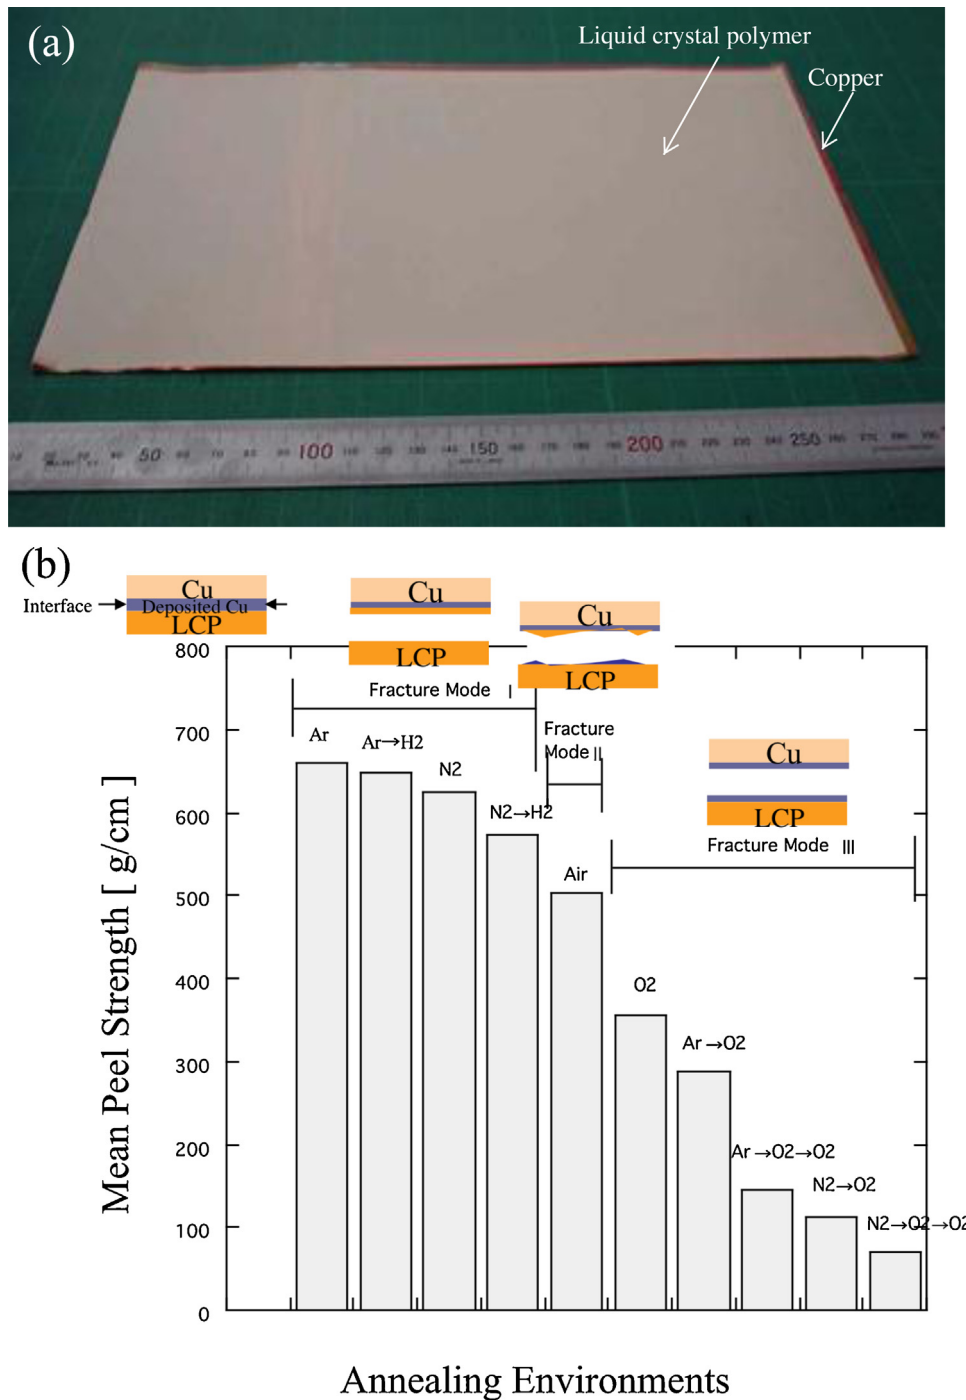 (a)
Liquid crystal polymer
Copper
50
100
150
200
250
(b)
Cu
Interface
Deposited Cu
LCP
Cu
LCP
Cu
LCP
Fracture Mode I
Fracture
Mode II
Cu
LCP
Fracture Mode III
Mean Peel Strength [ g/cm ]
800
700
600
500
400
300
200
100
0
Ar
Ar→H2
N2
N2→H2
Air
O2
Ar→O2
Ar→O2→O2
N2→O2
N2→O2→O2
Annealing Environments